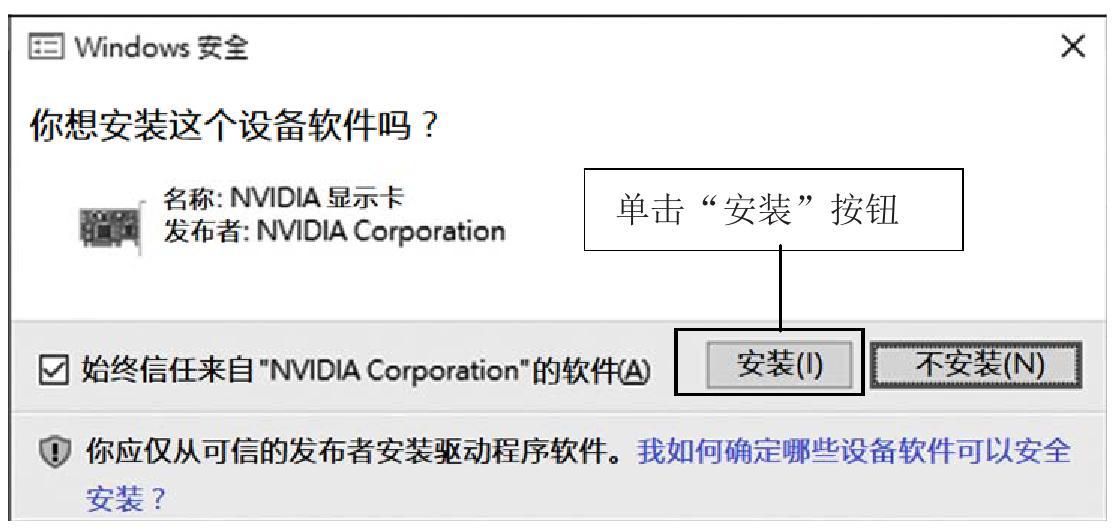 Windows 安全
你想安装这个设备软件吗？
名称: NVIDIA 显示卡
发布者: NVIDIA Corporation
单击“安装”按钮
始终信任来自"NVIDIA Corporation"的软件(A)
安装(I)
不安装(N)
你应仅从可信的发布者安装驱动程序软件。我如何确定哪些设备软件可以安全
安装？